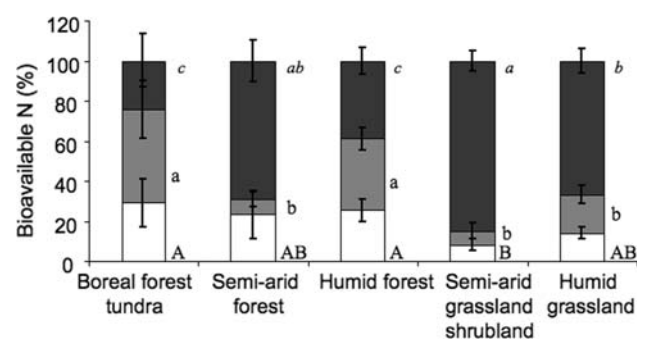 120
100
80
60
40
20
0
Bioavailable N (%)
c
a
A
ab
b
AB
c
a
A
a
b
B
b
b
AB
Boreal forest
tundra
Semi-arid
forest
Humid forest
Semi-arid
grassland
shrubland
Humid
grassland